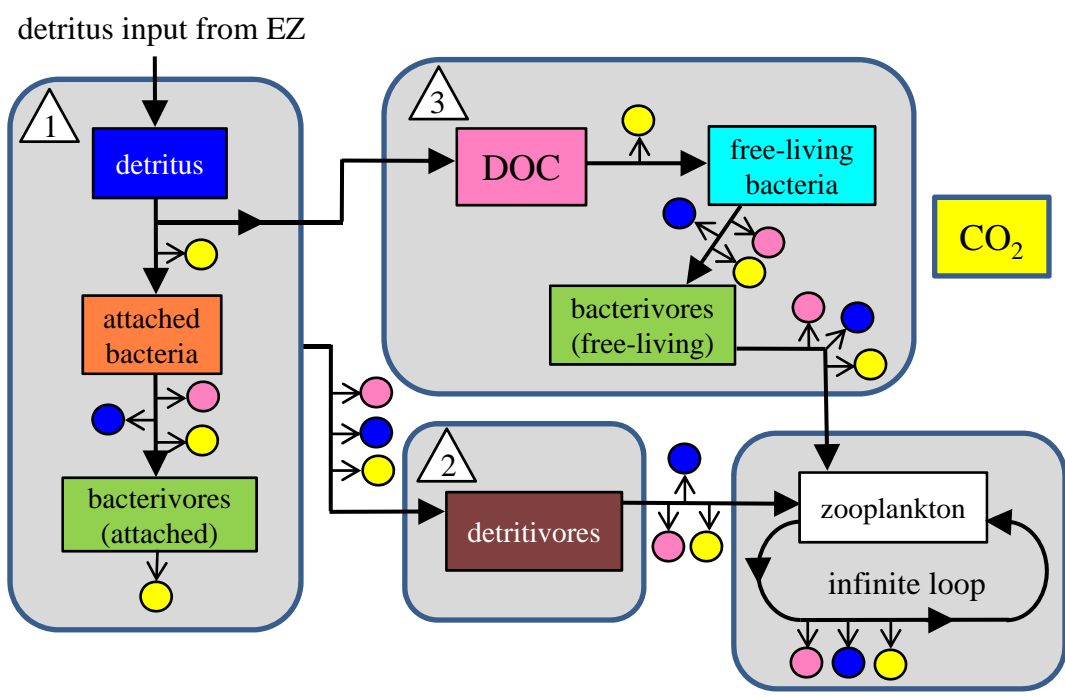 detritus input from EZ
1
detritus
attached
bacteria
bacterivores
(attached)
3
DOC
free-living
bacteria
bacterivores
(free-living)
CO₂
2
detritivores
zooplankton
infinite loop